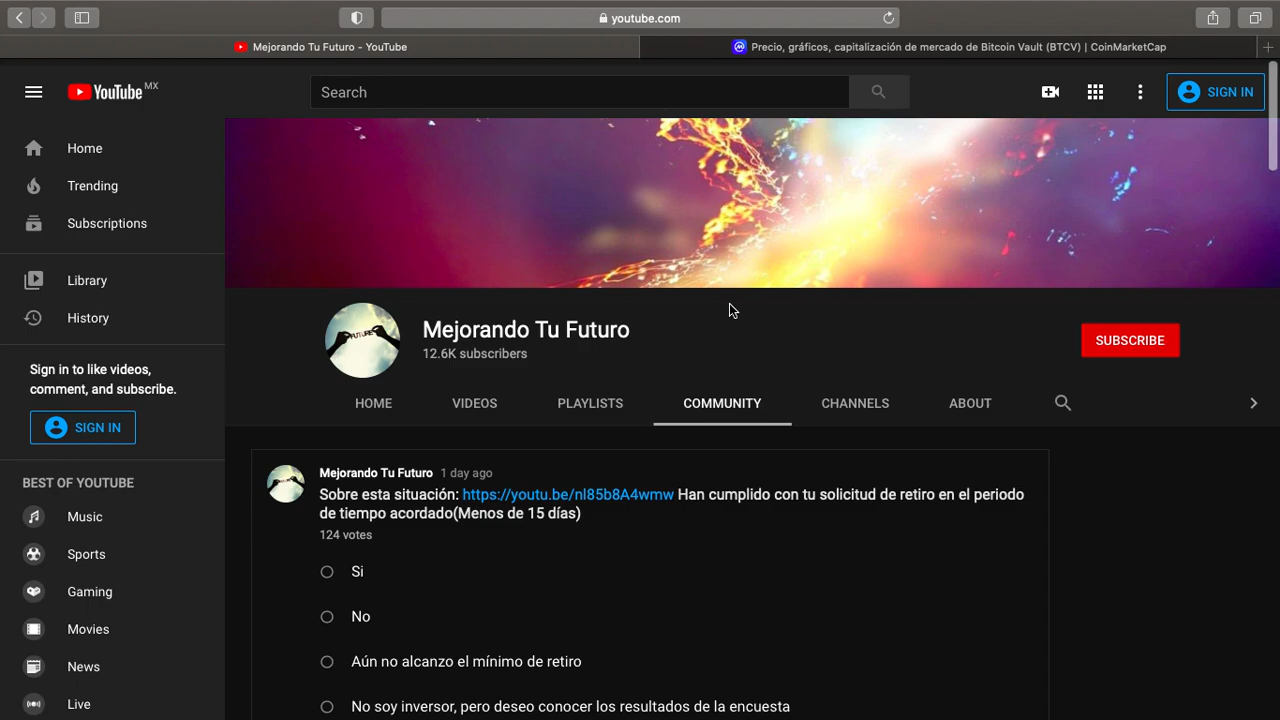 youtube.com
Mejorando Tu Futuro - YouTube
Precio, gráficos, capitalización de mercado de Bitcoin Vault (BTCV) | CoinMarketCap
YouTube MX
Search
SIGN IN
Home
Trending
Subscriptions
Library
History
Sign in to like videos,
comment, and subscribe.
SIGN IN
BEST OF YOUTUBE
Music
Sports
Gaming
Movies
News
Live
FUTURE
Mejorando Tu Futuro
12.6K subscribers
SUBSCRIBE
HOME
VIDEOS
PLAYLISTS
COMMUNITY
CHANNELS
ABOUT
Mejorando Tu Futuro 1 day ago
Sobre esta situación: https://youtu.be/nl85b8A4wmw Han cumplido con tu solicitud de retiro en el periodo
de tiempo acordado(Menos de 15 días)
124 votes
Si
No
Aún no alcanzo el mínimo de retiro
No soy inversor, pero deseo conocer los resultados de la encuesta